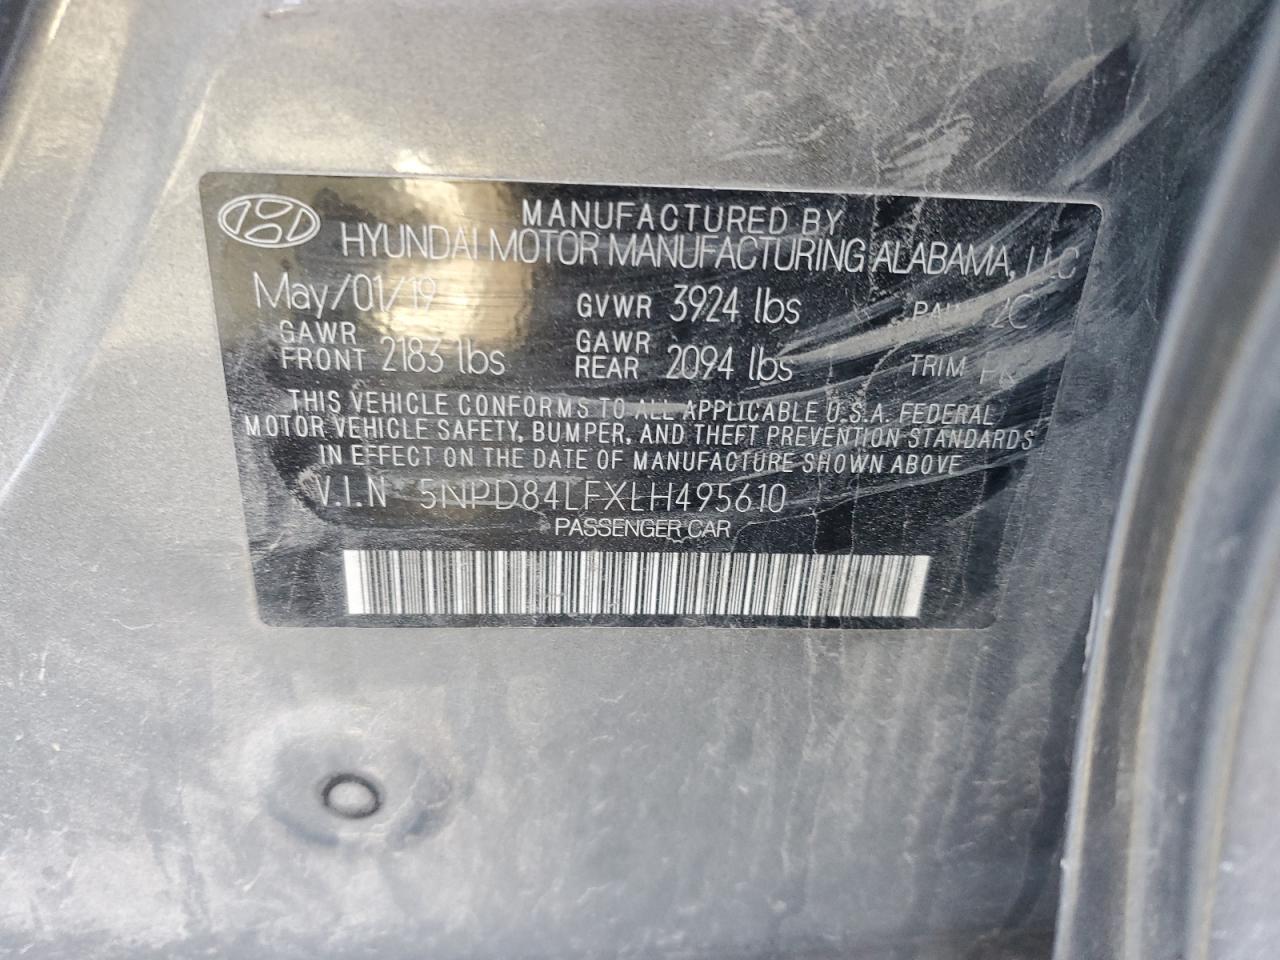 MANUFACTURED BY
HYUNDAI MOTOR MANUFACTURING ALABAMA, LLC
May/01/19 GVWR 3924 lbs
GAWR FRONT 2183 lbs GAWR REAR 2094 lbs TRIM
THIS VEHICLE CONFORMS TO ALL APPLICABLE U.S.A. FEDERAL
MOTOR VEHICLE SAFETY, BUMPER, AND THEFT PREVENTION STANDARDS
IN EFFECT ON THE DATE OF MANUFACTURE SHOWN ABOVE
V.I.N 5NPD84LFXLH495610
PASSENGER CAR